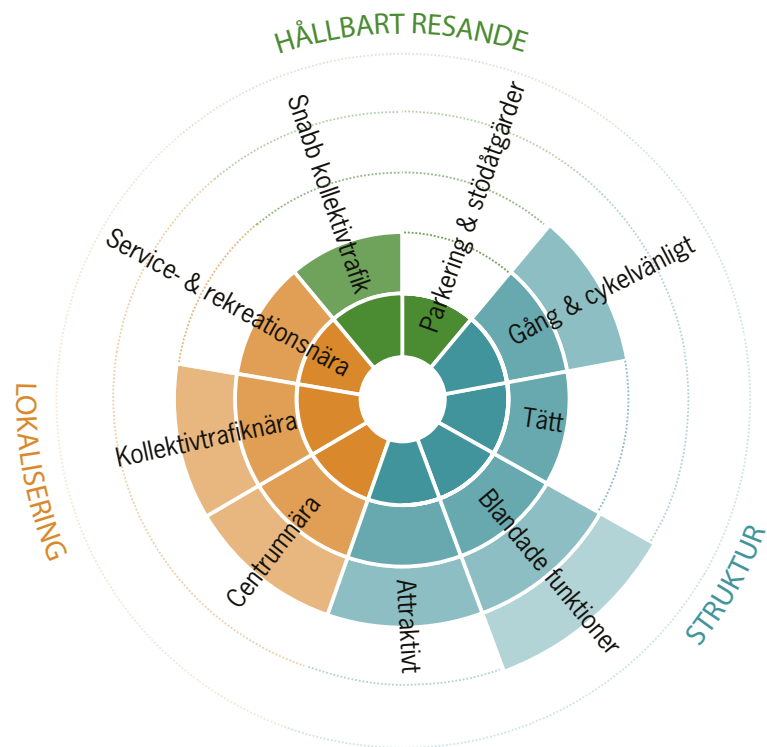 HÅLLBART RESANDE
Snabb kollektivtrafik
Parkering & stödåtgärder
Service- & rekreationsnära
Gång & cykelvänligt
LOKALISERING
Kollektivtrafiknära
Tätt
Centrumnära
Attraktivt
Blandade funktioner
STRUKTUR